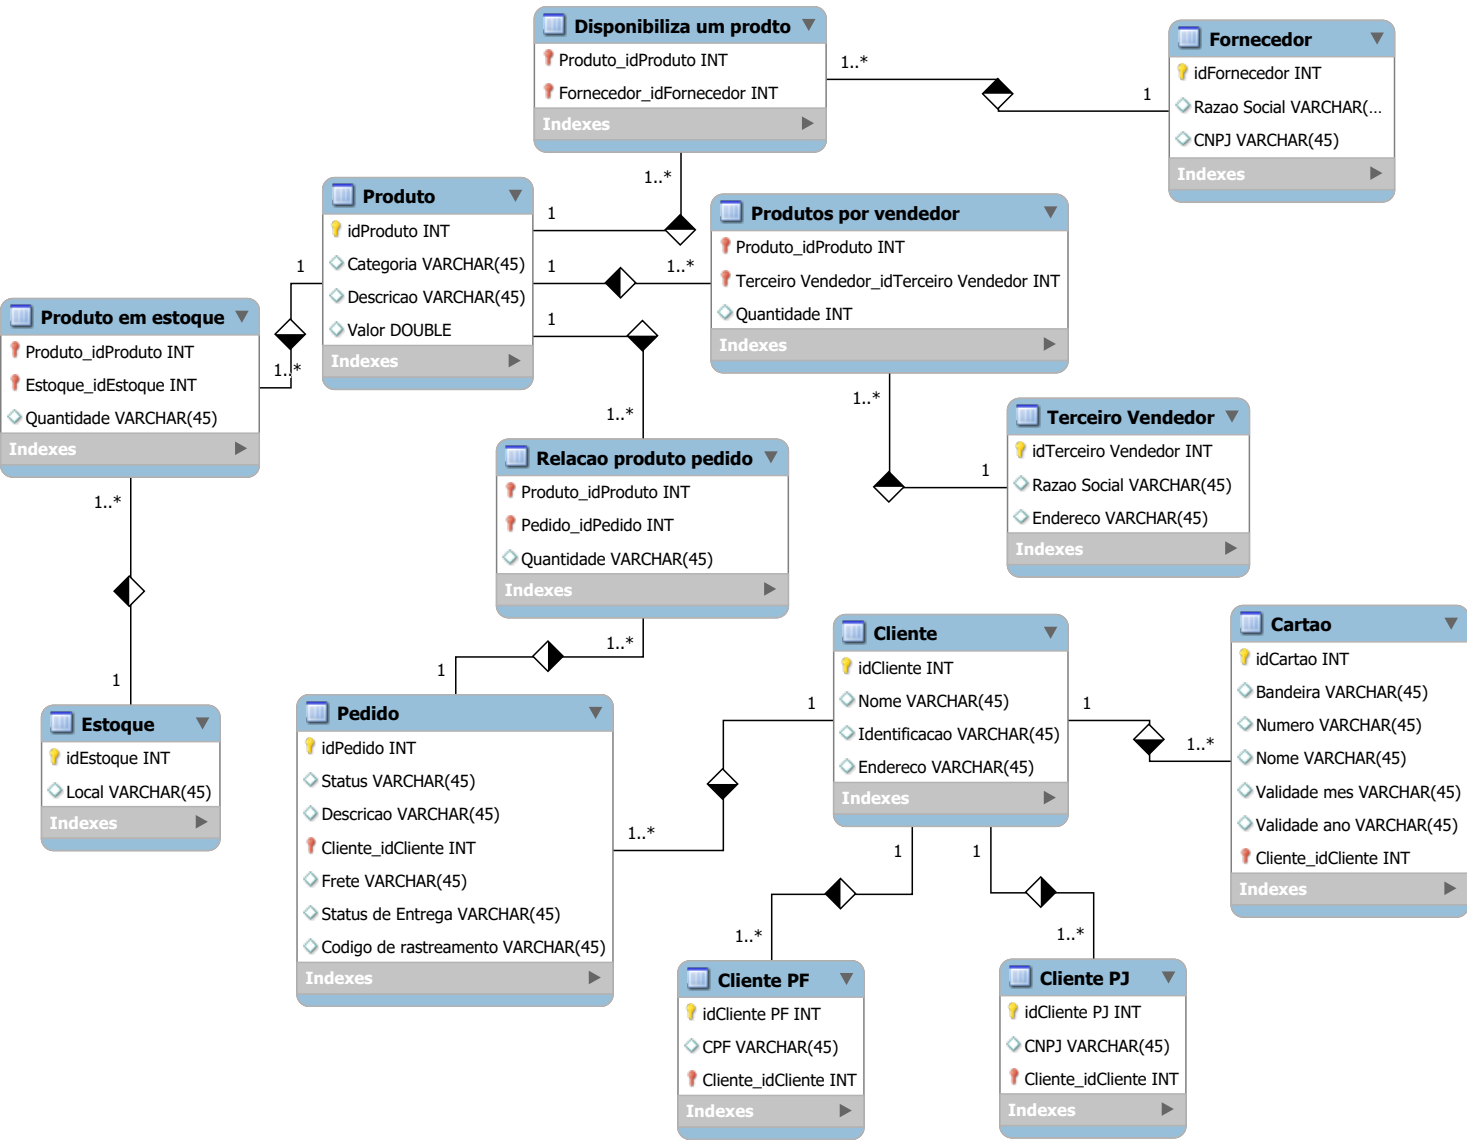 Disponibiliza um prodto
Produto_idProduto INT
Fornecedor_idFornecedor INT
Indexes
1..*
1
Fornecedor
idFornecedor INT
Razao Social VARCHAR(...
CNPJ VARCHAR(45)
Indexes
1..*
1
Produto
idProduto INT
Categoria VARCHAR(45)
Descricao VARCHAR(45)
Valor DOUBLE
Indexes
1
1..*
1
Produtos por vendedor
Produto_idProduto INT
Terceiro Vendedor_idTerceiro Vendedor INT
Quantidade INT
Indexes
1
1..*
Produto em estoque
Produto_idProduto INT
Estoque_idEstoque INT
Quantidade VARCHAR(45)
Indexes
1..*
1
Terceiro Vendedor
idTerceiro Vendedor INT
Razao Social VARCHAR(45)
Endereco VARCHAR(45)
Indexes
1..*
Relacao produto pedido
Produto_idProduto INT
Pedido_idPedido INT
Quantidade VARCHAR(45)
Indexes
1..*
1
1..*
1
Estoque
idEstoque INT
Local VARCHAR(45)
Indexes
Pedido
idPedido INT
Status VARCHAR(45)
Descricao VARCHAR(45)
Cliente_idCliente INT
Frete VARCHAR(45)
Status de Entrega VARCHAR(45)
Codigo de rastreamento VARCHAR(45)
Indexes
1..*
1
Cliente
idCliente INT
Nome VARCHAR(45)
Identificacao VARCHAR(45)
Endereco VARCHAR(45)
Indexes
1
1..*
Cartao
idCartao INT
Bandeira VARCHAR(45)
Numero VARCHAR(45)
Nome VARCHAR(45)
Validade mes VARCHAR(45)
Validade ano VARCHAR(45)
Cliente_idCliente INT
Indexes
1
1
1..*
1..*
Cliente PF
idCliente PF INT
CPF VARCHAR(45)
Cliente_idCliente INT
Indexes
Cliente PJ
idCliente PJ INT
CNPJ VARCHAR(45)
Cliente_idCliente INT
Indexes